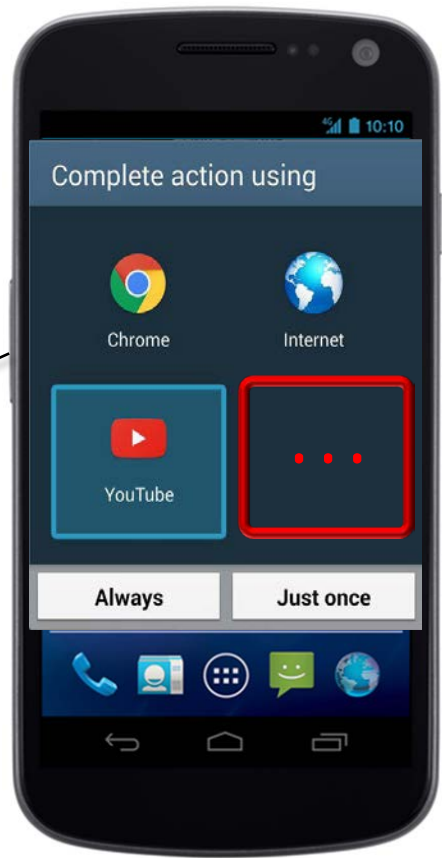 4G 10:10
Complete action using
Chrome Internet
...
YouTube
Always Just once